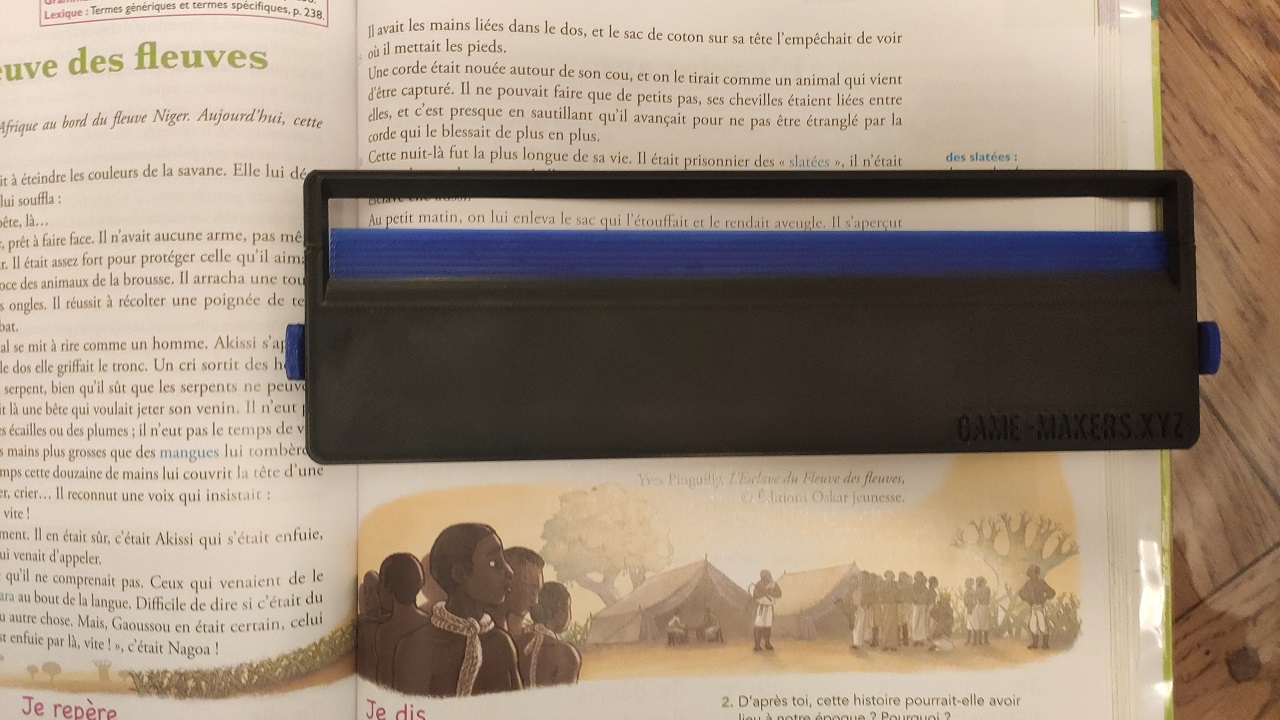 Lexique : Termes génériques et termes spécifiques, p. 238.
euve des fleuves
Afrique au bord du fleuve Niger. Aujourd'hui, cette
it à éteindre les couleurs de la savane. Elle lui dé
lui souffla :
ête, là…
, prêt à faire face. Il n'avait aucune arme, pas mê
r. Il était assez fort pour protéger celle qu'il aim
oce des animaux de la brousse. Il arracha une tou
s ongles. Il réussit à récolter une poignée de te
bat.
al se mit à rire comme un homme. Akissi s'ap
le dos elle griffait le tronc. Un cri sortit des h
serpent, bien qu'il sût que les serpents ne peuve
it là une bête qui voulait jeter son venin. Il n'eut p
s écailles ou des plumes ; il n'eut pas le temps de v
s mains plus grosses que des mangues lui tombèr
mps cette douzaine de mains lui couvrit la tête d'une
er, crier… Il reconnut une voix qui insistait :
vite !
ment. Il en était sûr, c'était Akissi qui s'était enfuie,
ui venait d'appeler.
qu'il ne comprenait pas. Ceux qui venaient de le
ara au bout de la langue. Difficile de dire si c'était du
u autre chose. Mais, Gaoussou en était certain, celui
st enfuie par là, vite ! », c'était Nagoa !
Je repère
Il avait les mains liées dans le dos, et le sac de coton sur sa tête l'empêchait de voir
où il mettait les pieds.
Une corde était nouée autour de son cou, et on le tirait comme un animal qui vient
d'être capturé. Il ne pouvait faire que de petits pas, ses chevilles étaient liées entre
elles, et c'est presque en sautillant qu'il avançait pour ne pas être étranglé par la
corde qui le blessait de plus en plus.
Cette nuit-là fut la plus longue de sa vie. Il était prisonnier des « slatées », il n'était
des slatées :
Au petit matin, on lui enleva le sac qui l'étouffait et le rendait aveugle. Il s'aperçut
GAME-MAKERS.XYZ
Yves Pinguilly, L'Esclave du Fleuve des fleuves,
© Éditions Oskar jeunesse.
Je dis
2. D'après toi, cette histoire pourrait-elle avoir
lieu à notre époque ? Pourquoi ?